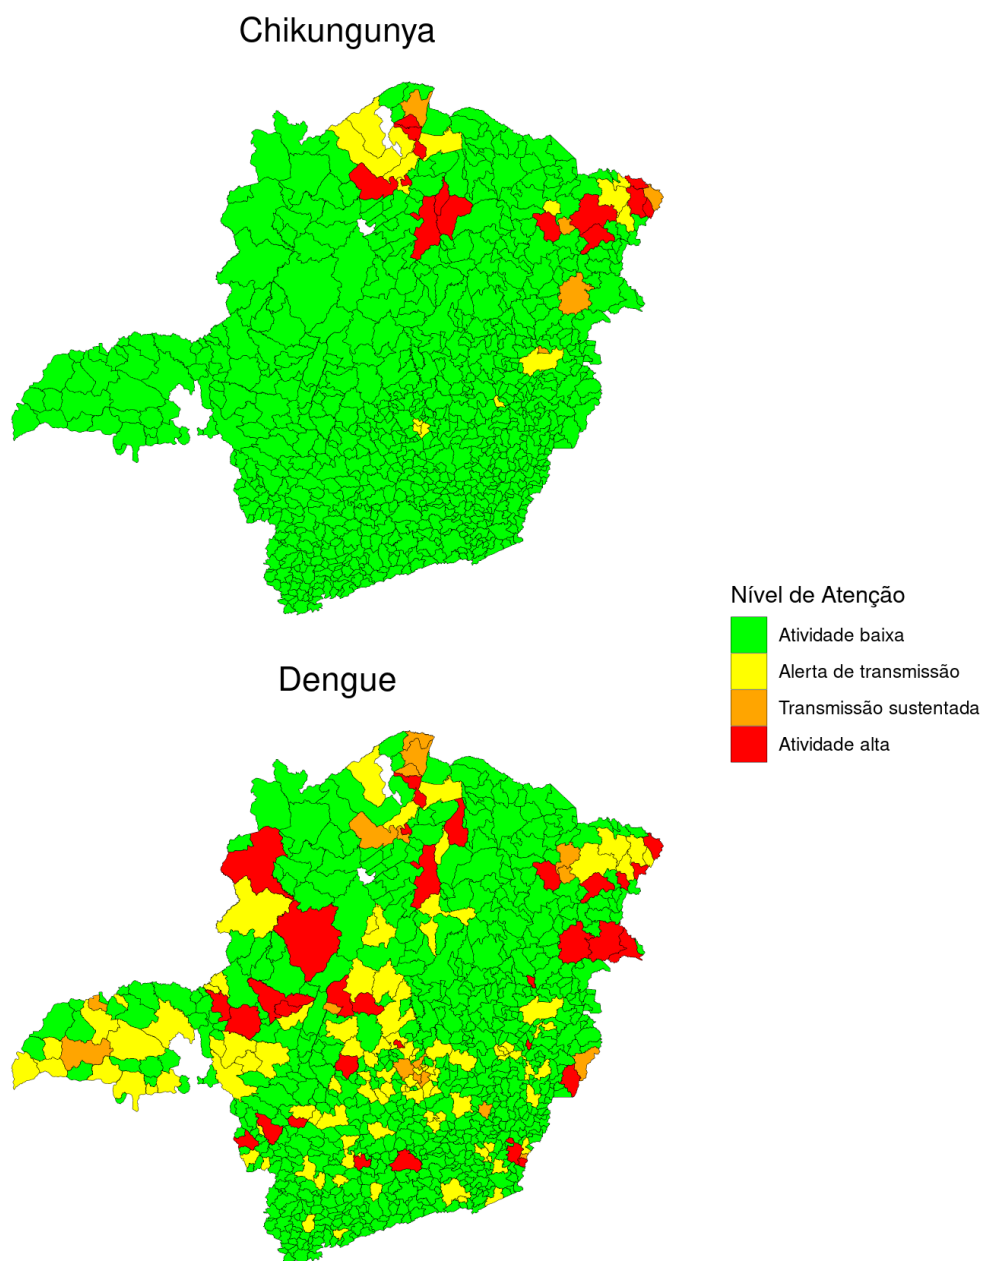 Chikungunya
Nível de Atenção
Atividade baixa
Alerta de transmissão
Transmissão sustentada
Atividade alta
Dengue